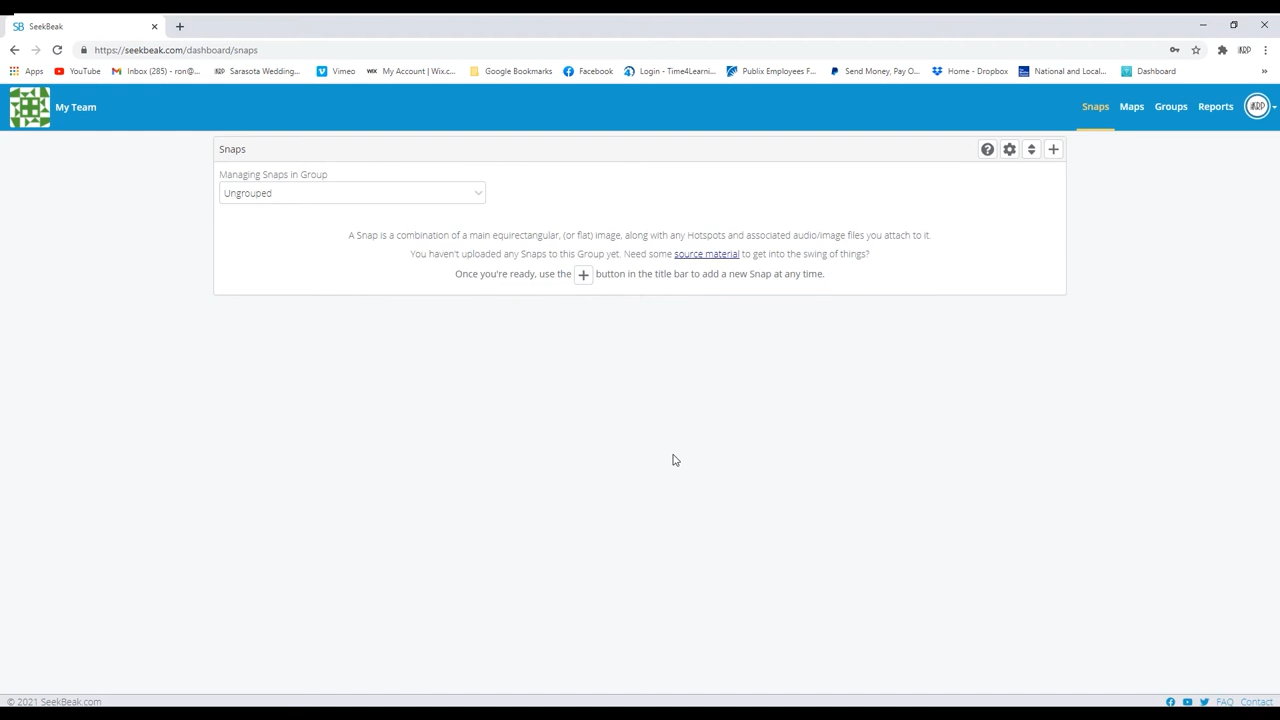 SB SeekBeak
https://seekbeak.com/dashboard/snaps
Apps YouTube Inbox (285) - ron@... Sarasota Wedding... Vimeo WIX My Account | Wix.c... Google Bookmarks Facebook Login - Time4Learni... Publix Employees F... Send Money, Pay O... Home - Dropbox National and Local... Dashboard »
My Team Snaps Maps Groups Reports
Snaps
Managing Snaps in Group
Ungrouped
A Snap is a combination of a main equirectangular, (or flat) image, along with any Hotspots and associated audio/image files you attach to it.
You haven't uploaded any Snaps to this Group yet. Need some source material to get into the swing of things?
Once you're ready, use the + button in the title bar to add a new Snap at any time.
© 2021 SeekBeak.com FAQ Contact